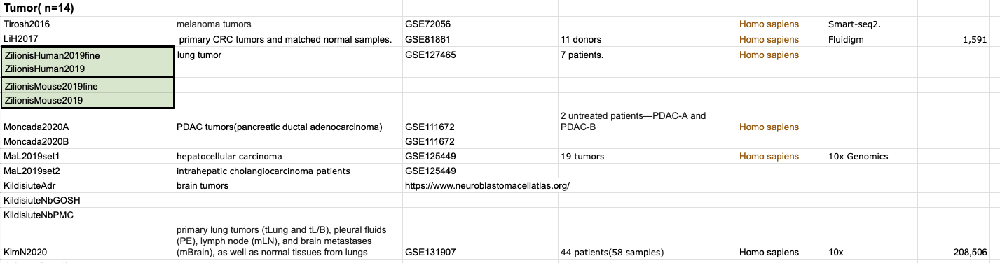 Tumor( n=14)
Tirosh2016 melanoma tumors GSE72056 Homo sapiens Smart-seq2.
LiH2017 primary CRC tumors and matched normal samples. GSE81861 11 donors Homo sapiens Fluidigm 1,591
ZilionisHuman2019fine lung tumor GSE127465 7 patients. Homo sapiens
ZilionisHuman2019
ZilionisMouse2019fine
ZilionisMouse2019
2 untreated patients—PDAC-A and
Moncada2020A PDAC tumors(pancreatic ductal adenocarcinoma) GSE111672 PDAC-B Homo sapiens
Moncada2020B GSE111672
MaL2019set1 hepatocellular carcinoma GSE125449 19 tumors Homo sapiens 10x Genomics
MaL2019set2 intrahepatic cholangiocarcinoma patients GSE125449
KildisiuteAdr brain tumors https://www.neuroblastomacellatlas.org/
KildisiuteNbGOSH
KildisiuteNbPMC
primary lung tumors (tLung and tL/B), pleural fluids
(PE), lymph node (mLN), and brain metastases
KimN2020 (mBrain), as well as normal tissues from lungs GSE131907 44 patients(58 samples) Homo sapiens 10x 208,506